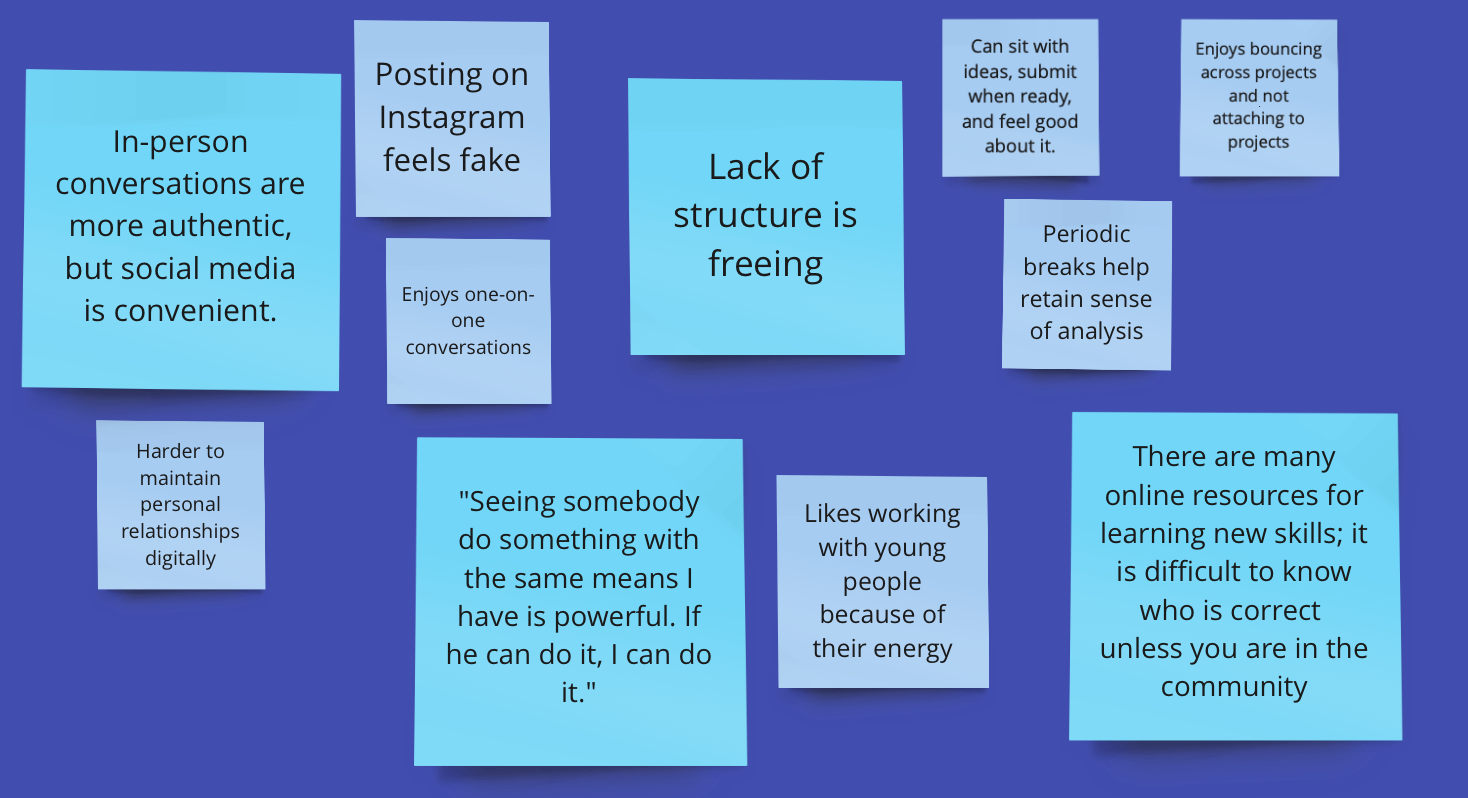 In-person
conversations are
more authentic,
but social media
is convenient.
Posting on
Instagram
feels fake
Enjoys one-on-
one
conversations
Harder to
maintain
personal
relationships
digitally
Lack of
structure is
freeing
Can sit with
ideas, submit
when ready,
and feel good
about it.
Enjoys bouncing
across projects
and not
attaching to
projects
Periodic
breaks help
retain sense
of analysis
"Seeing somebody
do something with
the same means I
have is powerful. If
he can do it, I can do
it."
Likes working
with young
people
because of
their energy
There are many
online resources for
learning new skills; it
is difficult to know
who is correct
unless you are in the
community